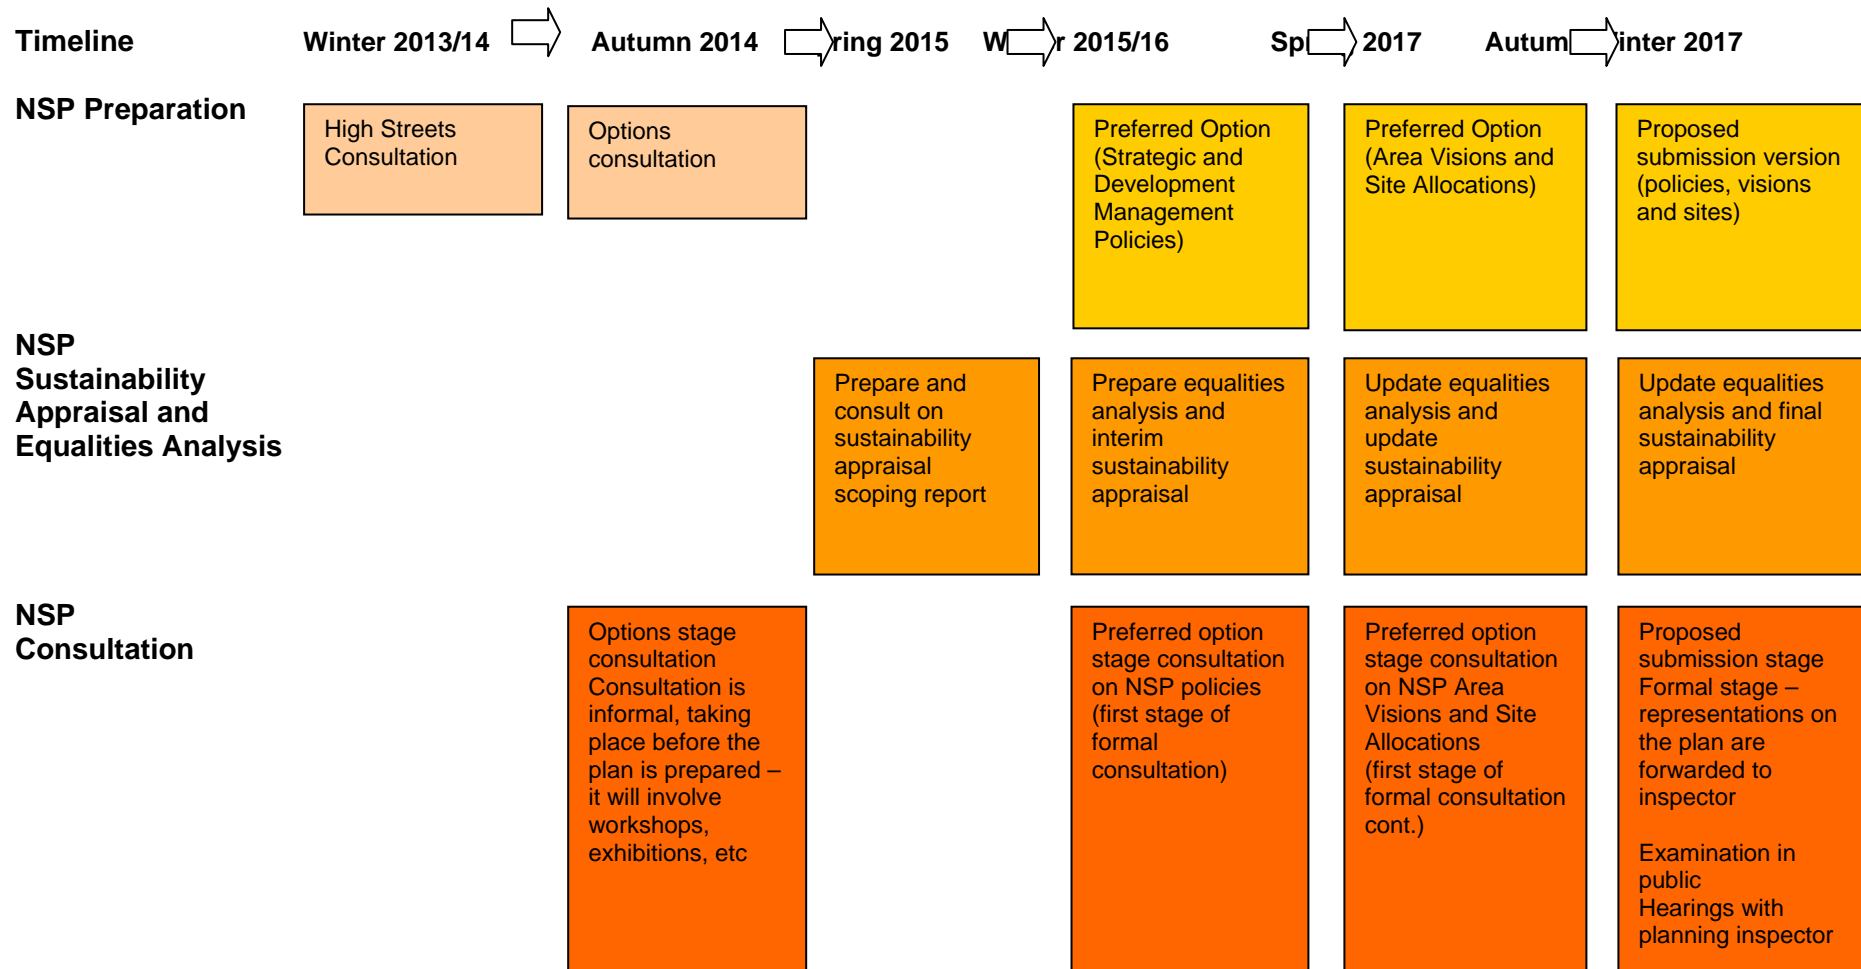 Timeline
Winter 2013/14
Autumn 2014
ring 2015
r 2015/16
2017
inter 2017
NSP Preparation
High Streets
Consultation
Options
consultation
Preferred Option
(Strategic and
Development
Management
Policies)
Preferred Option
(Area Visions and
Site Allocations)
Proposed
submission version
(policies, visions
and sites)
NSP
Sustainability
Appraisal and
Equalities Analysis
Prepare and
consult on
sustainability
appraisal
scoping report
Prepare equalities
analysis and
interim
sustainability
appraisal
Update equalities
analysis and
update
sustainability
appraisal
Update equalities
analysis and final
sustainability
appraisal
NSP
Consultation
Options stage
consultation
Consultation is
informal, taking
place before the
plan is prepared –
it will involve
workshops,
exhibitions, etc
Preferred option
stage consultation
on NSP policies
(first stage of
formal
consultation)
Preferred option
stage consultation
on NSP Area
Visions and Site
Allocations
(first stage of
formal consultation
cont.)
Proposed
submission stage
Formal stage –
representations on
the plan are
forwarded to
inspector
Examination in
public
Hearings with
planning inspector